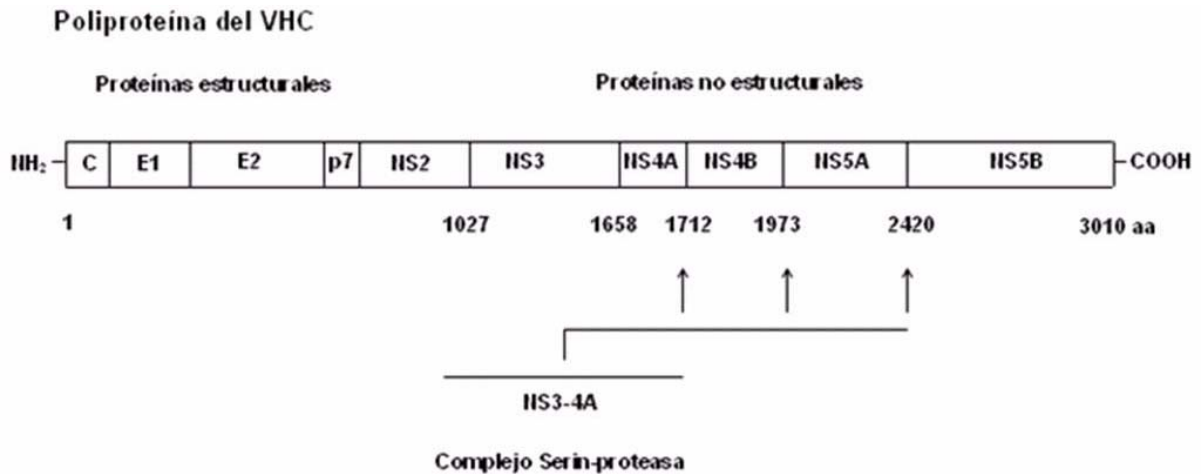 Poliproteína del VHC
Proteínas estructurales Proteínas no estructurales
NH₂ C E1 E2 p7 NS2 NS3 NS4A NS4B NS5A NS5B COOH
1 1027 1658 1712 1973 2420 3010 aa
NS3-4A
Complejo Serin-proteasa